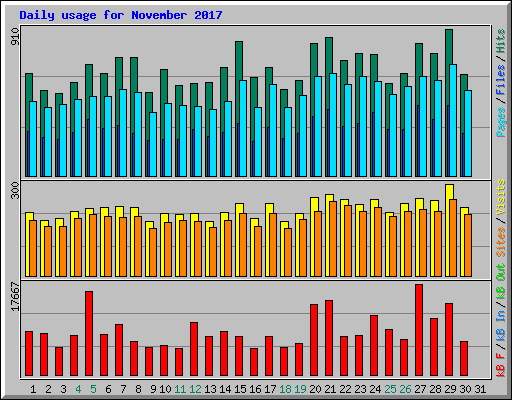 Daily usage for November 2017
910
Pages / Files / Hits
300
Sites / Visits
17667
kB F / kB In / kB Out
1 2 3 4 5 6 7 8 9 10 11 12 13 14 15 16 17 18 19 20 21 22 23 24 25 26 27 28 29 30 31